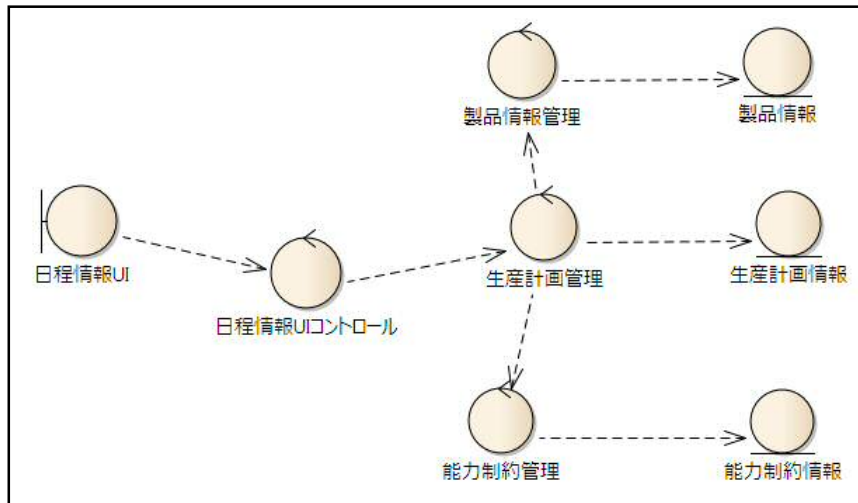 製品情報管理
製品情報
日程情報UI
日程情報UIコントロール
生産計画管理
生産計画情報
能力制約管理
能力制約情報